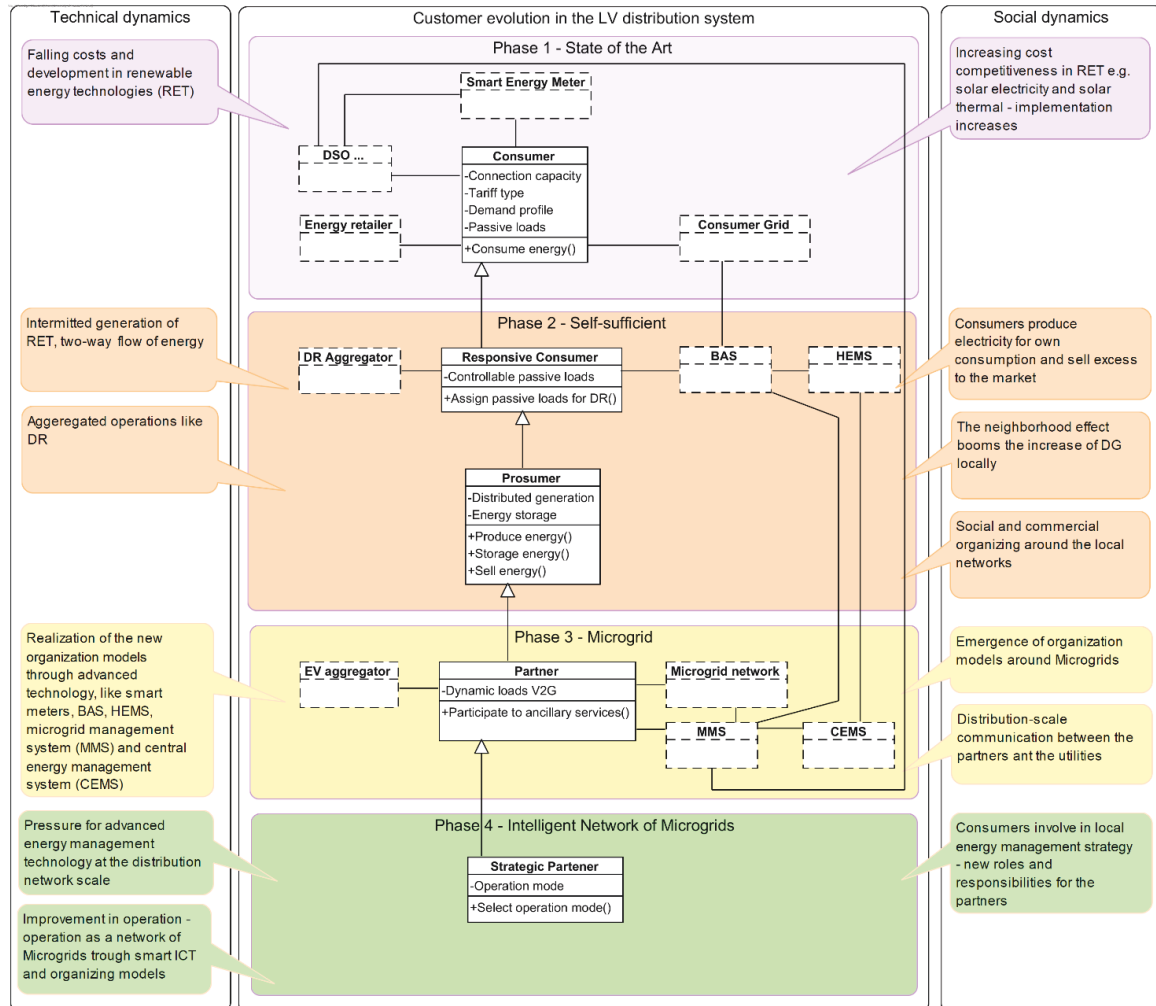 Technical dynamics
Falling costs and
development in renewable
energy technologies (RET)
Intermitted generation of
RET, two-way flow of energy
Aggeregated operations like
DR
Realization of the new
organization models
through advanced
technology, like smart
meters, BAS, HEMS,
microgrid management
system (MMS) and central
energy management
system (CEMS)
Pressure for advanced
energy management
technology at the distribution
network scale
Improvement in operation -
operation as a network of
Microgrids trough smart ICT
and organizing models
Customer evolution in the LV distribution system
Phase 1 - State of the Art
Smart Energy Meter
DSO ...
Consumer
-Connection capacity
-Tariff type
-Demand profile
-Passive loads
+Consume energy()
Energy retailer
Consumer Grid
Phase 2 - Self-sufficient
DR Aggregator
Responsive Consumer
-Controllable passive loads
+Assign passive loads for DR()
BAS
HEMS
Prosumer
-Distributed generation
-Energy storage
+Produce energy()
+Storage energy()
+Sell energy()
Phase 3 - Microgrid
EV aggregator
Partner
-Dynamic loads V2G
+Participate to ancillary services()
Microgrid network
MMS
CEMS
Phase 4 - Intelligent Network of Microgrids
Strategic Partener
-Operation mode
+Select operation mode()
Social dynamics
Increasing cost
competitiveness in RET e.g.
solar electricity and solar
thermal - implementation
increases
Consumers produce
electricity for own
consumption and sell excess
to the market
The neighborhood effect
booms the increase of DG
locally
Social and commercial
organizing around the local
networks
Emergence of organization
models around Microgrids
Distribution-scale
communication between the
partners ant the utilities
Consumers involve in local
energy management strategy
- new roles and
responsibilities for the
partners